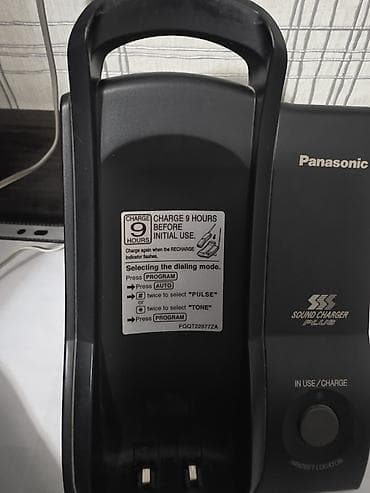 Panasonic
CHARGE
9
HOURS
CHARGE 9 HOURS
BEFORE
INITIAL USE.
Charge again when the RECHARGE
indicator flashes.
Selecting the dialing mode.
Press PROGRAM
➡Press AUTO
➡ # twice to select "PULSE"
or
* twice to select "TONE"
➡Press PROGRAM
PQQT22877ZA
SSS
SOUND CHARGER
PLUS
IN USE/CHARGE
HANDSET LOCATOR